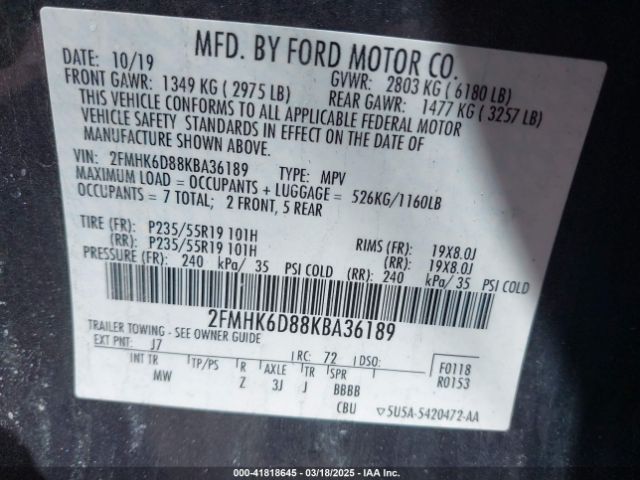 MFD. BY FORD MOTOR CO.
DATE: 10/19
GVWR: 2803 KG ( 6180 LB)
FRONT GAWR: 1349 KG ( 2975 LB)
REAR GAWR: 1477 KG ( 3257 LB)
THIS VEHICLE CONFORMS TO ALL APPLICABLE FEDERAL MOTOR
VEHICLE SAFETY STANDARDS IN EFFECT ON THE DATE OF
MANUFACTURE SHOWN ABOVE.
VIN: 2FMHK6D88KBA36189 TYPE: MPV
MAXIMUM LOAD = OCCUPANTS + LUGGAGE = 526KG/1160LB
OCCUPANTS = 7 TOTAL; 2 FRONT, 5 REAR
TIRE (FR): P235/55R19 101H RIMS (FR): 19X8.0J
(RR): P235/55R19 101H (RR): 19X8.0J
PRESSURE (FR): 240 kPa/ 35 PSI COLD (RR): 240 kPa/ 35 PSI COLD
2FMHK6D88KBA36189
TRAILER TOWING - SEE OWNER GUIDE
EXT PNT: J7 RC: 72 DSO: F0118
R0153
INT TR TP/PS R AXLE TR SPR
MW Z 3J J BBBB
CBU 5U5A-5420472-AA
000-41818645 | 03/18/2025 | IAA Inc.